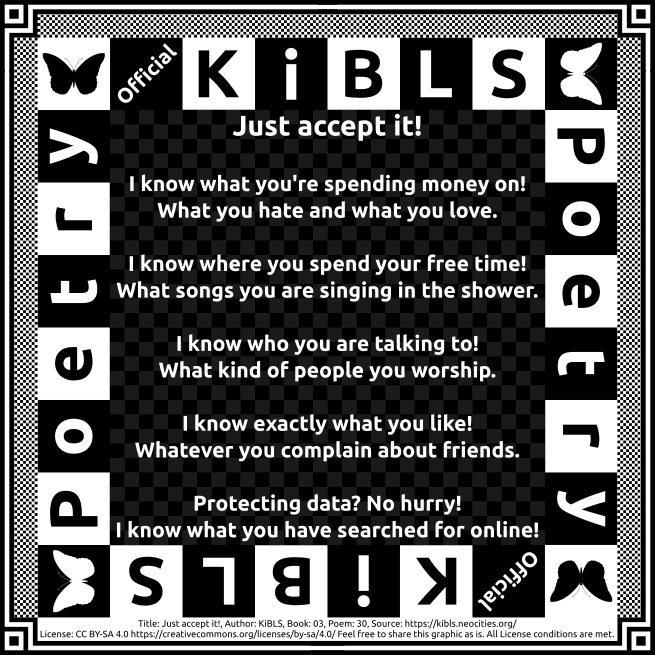 Official KiBLS
Poetry
Poetry
Just accept it!
I know what you're spending money on!
What you hate and what you love.
I know where you spend your free time!
What songs you are singing in the shower.
I know who you are talking to!
What kind of people you worship.
I know exactly what you like!
Whatever you complain about friends.
Protecting data? No hurry!
I know what you have searched for online!
Official KiBLS
Title: Just accept it!, Author: KiBLS, Book: 03, Poem: 30, Source: https://kibls.neocities.org/
License: CC BY-SA 4.0 https://creativecommons.org/licenses/by-sa/4.0/ Feel free to share this graphic as is. All License conditions are met.